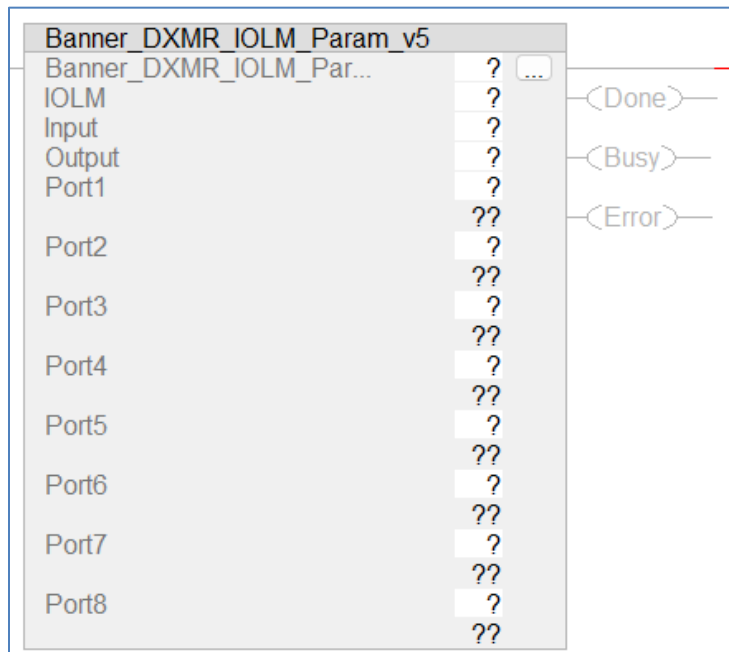 Banner_DXMR_IOLM_Param_v5
Banner_DXMR_IOLM_Par... ? ...
IOLM ? Done
Input ?
Output ? Busy
Port1 ?
?? Error
Port2 ?
??
Port3 ?
??
Port4 ?
??
Port5 ?
??
Port6 ?
??
Port7 ?
??
Port8 ?
??